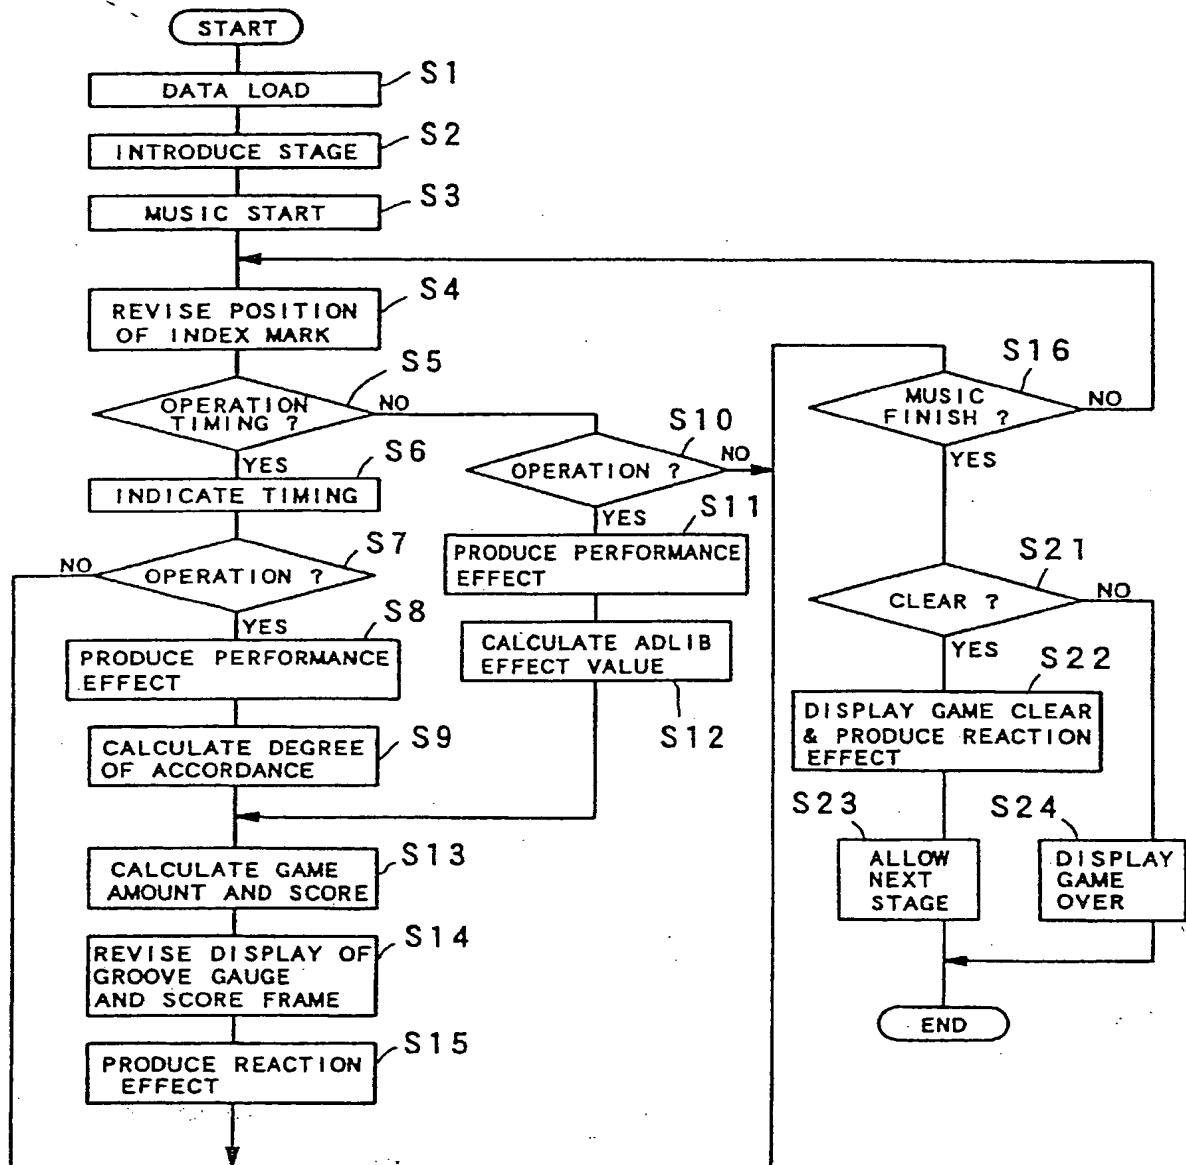 START
S1
DATA LOAD
S2
INTRODUCE STAGE
S3
MUSIC START
S4
REVISE POSITION
OF INDEX MARK
S5
OPERATION
TIMING ?
NO
YES
S6
INDICATE TIMING
S7
OPERATION ?
NO
YES
S8
PRODUCE PERFORMANCE
EFFECT
S9
CALCULATE DEGREE
OF ACCORDANCE
S10
OPERATION ?
NO
YES
S11
PRODUCE PERFORMANCE
EFFECT
CALCULATE ADLIB
EFFECT VALUE
S12
S13
CALCULATE GAME
AMOUNT AND SCORE
S14
REVISE DISPLAY OF
GROOVE GAUGE
AND SCORE FRAME
S15
PRODUCE REACTION
EFFECT
S16
MUSIC
FINISH ?
NO
YES
S21
CLEAR ?
NO
YES
S22
DISPLAY GAME CLEAR
& PRODUCE REACTION
EFFECT
S23
ALLOW
NEXT
STAGE
S24
DISPLAY
GAME
OVER
END